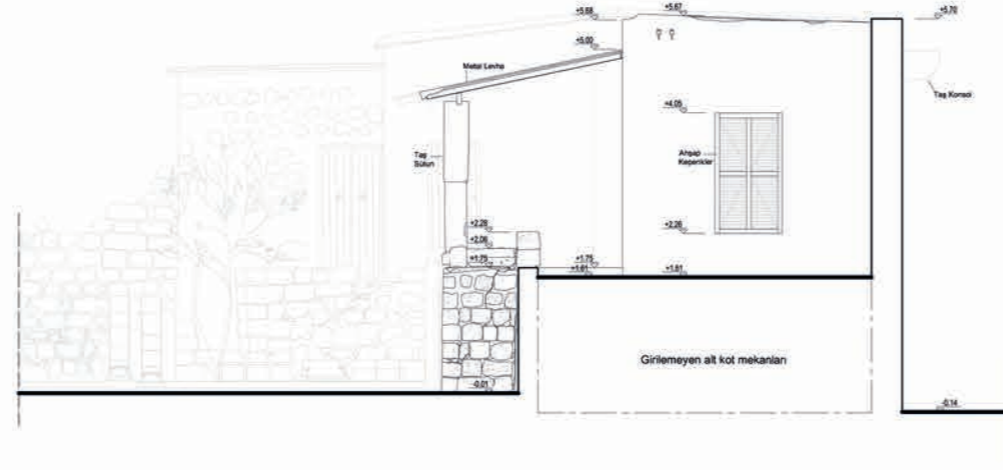 +5.68
+5.67
+5.70
+5.00
Metal Levha
Taş Konsol
+4.05
Taş
Sütun
Ahşap
Kepenkler
+2.28
+2.26
+2.06
+1.75
+1.75
+1.61
+1.61
Girilemeyen alt kot mekanları
-0.01
-0.14